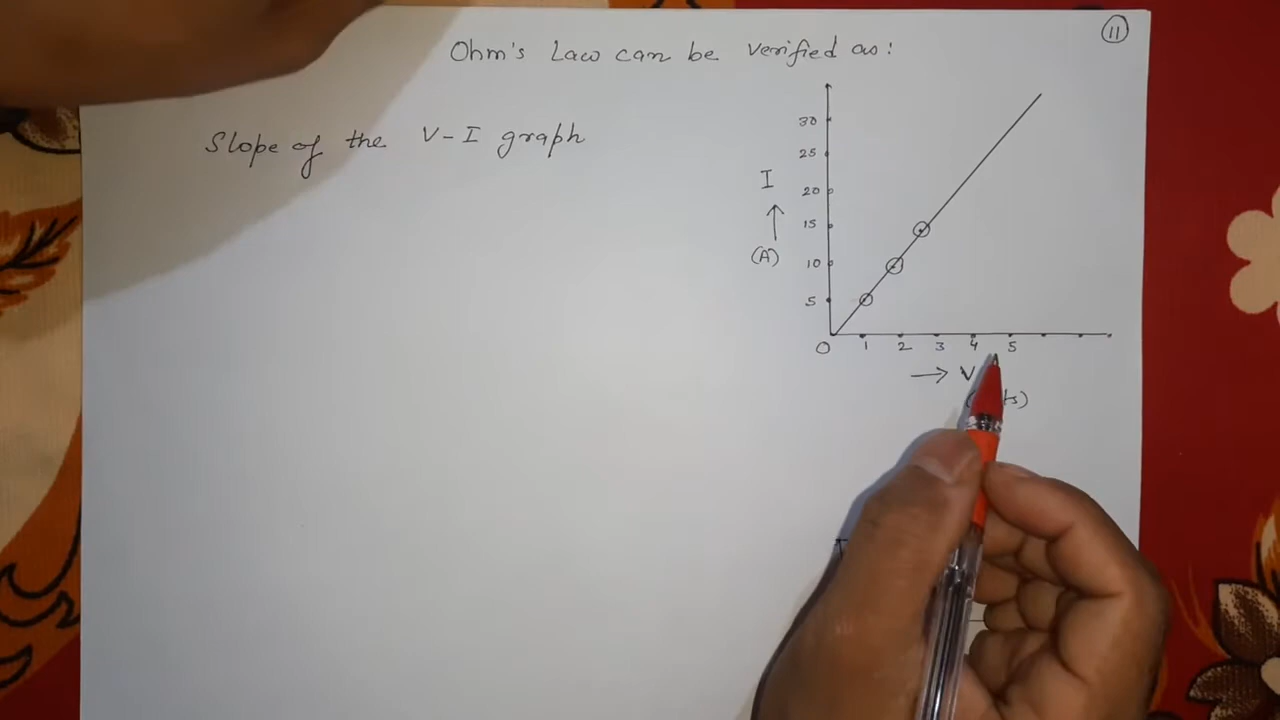 11
Ohm's Law can be verified as:
Slope of the V-I graph
30
25
I
20
15
(A)
10
5
0 1 2 3 4 5
V